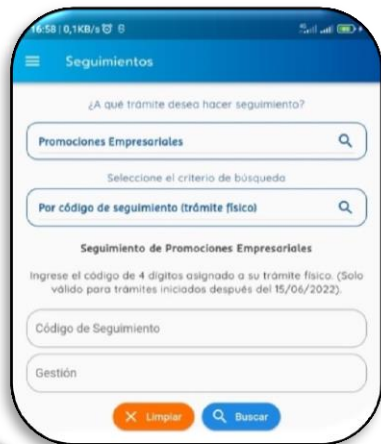 16:58 | 0,1KB/s
Seguimientos
¿A qué trámite desea hacer seguimiento?
Promociones Empresariales
Seleccione el criterio de búsqueda
Por código de seguimiento (trámite físico)
Seguimiento de Promociones Empresariales
Ingrese el código de 4 dígitos asignado a su trámite físico. (Solo
válido para trámites iniciados después del 15/06/2022).
Código de Seguimiento
Gestión
Limpiar Buscar